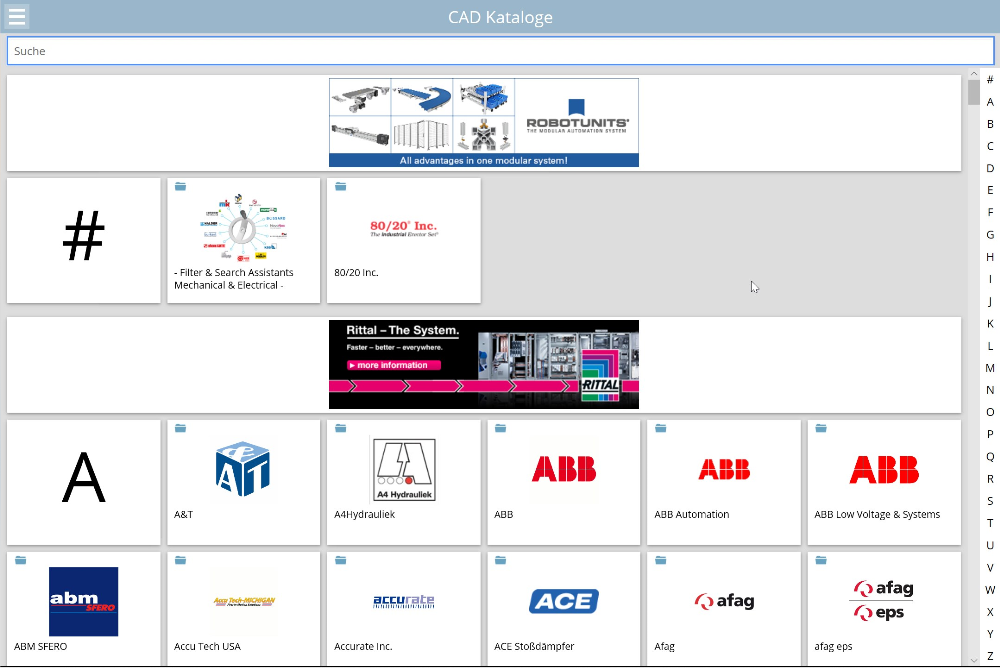 CAD Kataloge
Suche
ROBOTUNITS
THE MODULAR AUTOMATION SYSTEM
All advantages in one modular system!
#
- Filter & Search Assistants
Mechanical & Electrical -
80/20® Inc.
The Industrial Erector Set®
80/20 Inc.
Rittal – The System.
Faster – better – everywhere.
more information
RITTAL
A
A&T
A&T
A4 Hydrauliek
A4Hydrauliek
ABB
ABB
ABB
ABB Automation
ABB
ABB Low Voltage & Systems
abm
SFERO
ABM SFERO
Accu Tech-MICHIGAN
Accu Tech USA
accurate
Accurate Inc.
ACE
ACE Stoßdämpfer
afag
Afag
afag
eps
afag eps
#
A
B
C
D
E
F
G
H
I
J
K
L
M
N
O
P
Q
R
S
T
U
V
W
X
Y
Z